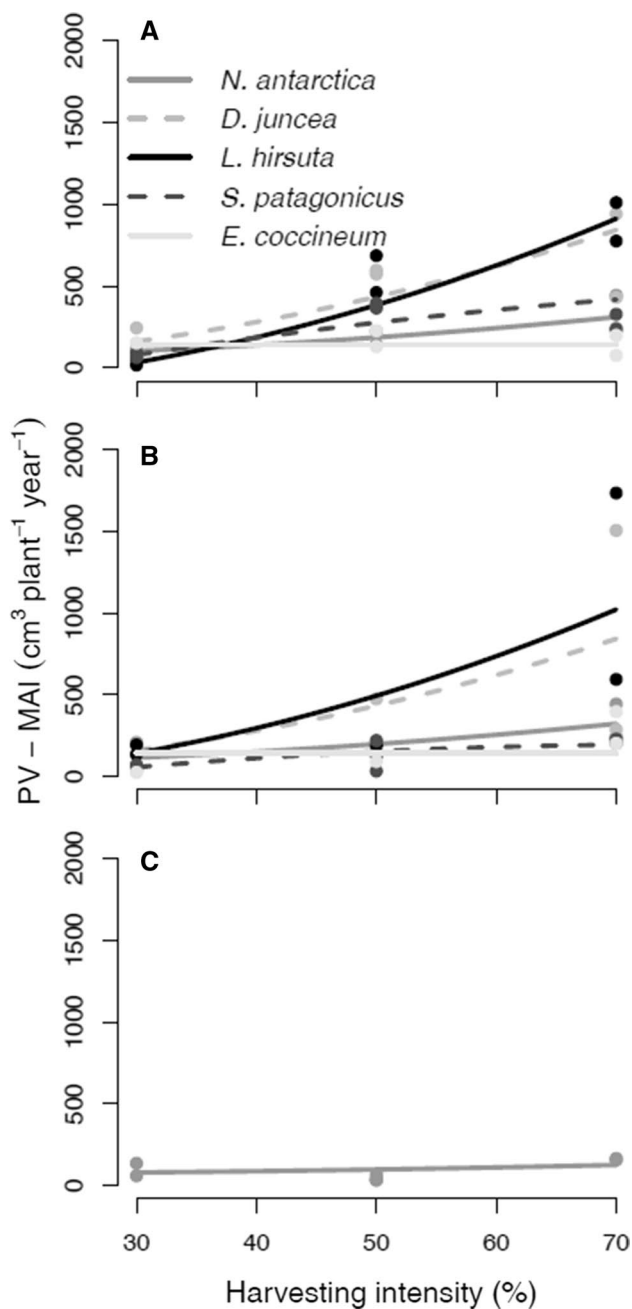 A
2000
1500
1000
500
0
N. antarctica
D. juncea
L. hirsuta
S. patagonicus
E. coccineum
B
2000
1500
1000
500
0
PV – MAI (cm³ plant⁻¹ year⁻¹)
C
2000
1500
1000
500
0
30 40 50 60 70
Harvesting intensity (%)